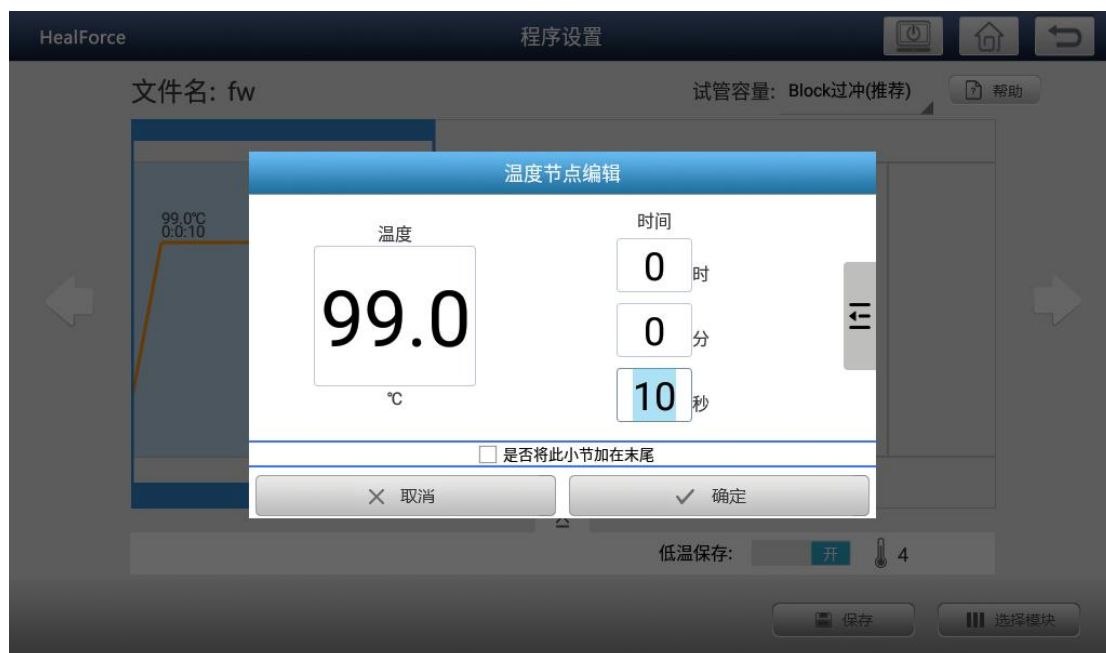 HealForce 程序设置
文件名: fw 试管容量: Block过冲(推荐) 帮助
温度节点编辑
99.0℃
0:0:10
温度 时间
99.0
℃
0 时
0 分
10 秒
是否将此小节加在末尾
取消 确定
低温保存: 开 4
保存 选择模块